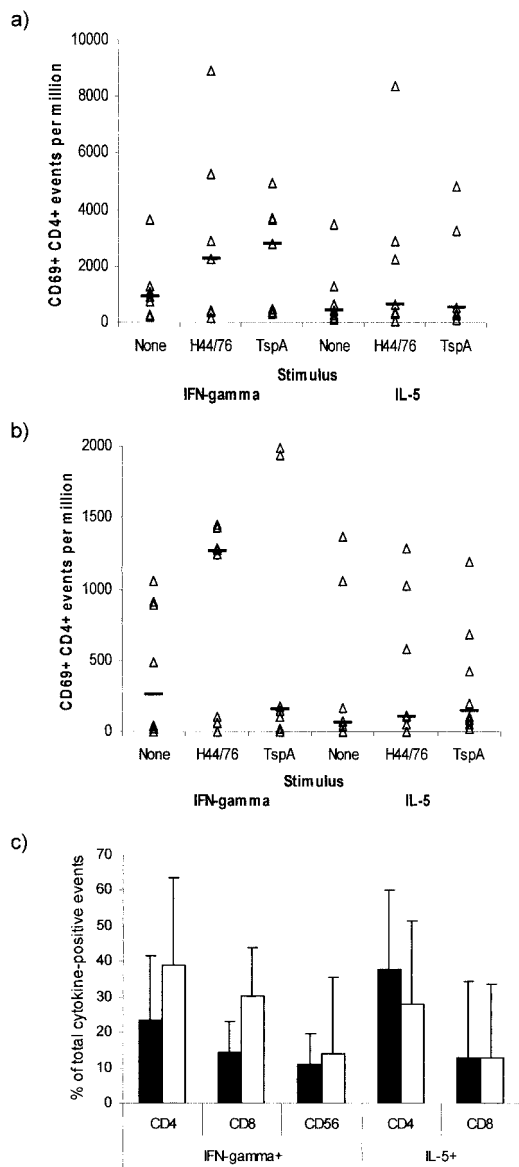 a)
CD69+ CD4+ events per million
10000
8000
6000
4000
2000
0
None H44/76 TspA None H44/76 TspA
Stimulus
IFN-gamma IL-5
b)
CD69+ CD4+ events per million
2000
1500
1000
500
0
None H44/76 TspA None H44/76 TspA
Stimulus
IFN-gamma IL-5
c)
% of total cytokine-positive events
70
60
50
40
30
20
10
0
CD4 CD8 CD56 CD4 CD8
IFN-gamma+ IL-5+